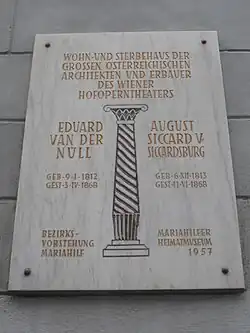 WOHN-UND STERBEHAUS DER
GROSSEN ÖSTERREICHISCHEN
ARCHITEKTEN UND ERBAUER
DES WIENER
HOFOPERNTHEATERS
EDUARD
VAN DER
NÜLL
GEB·9·I·1812
GEST·3·IV·1868
AUGUST
SICCARD V·
SICCARDSBURG
GEB·6·XII·1813
GEST·11·VI·1868
BEZIRKS-
VORSTEHUNG
MARIAHILF
MARIAHILFER
HEIMATMUSEUM
1957